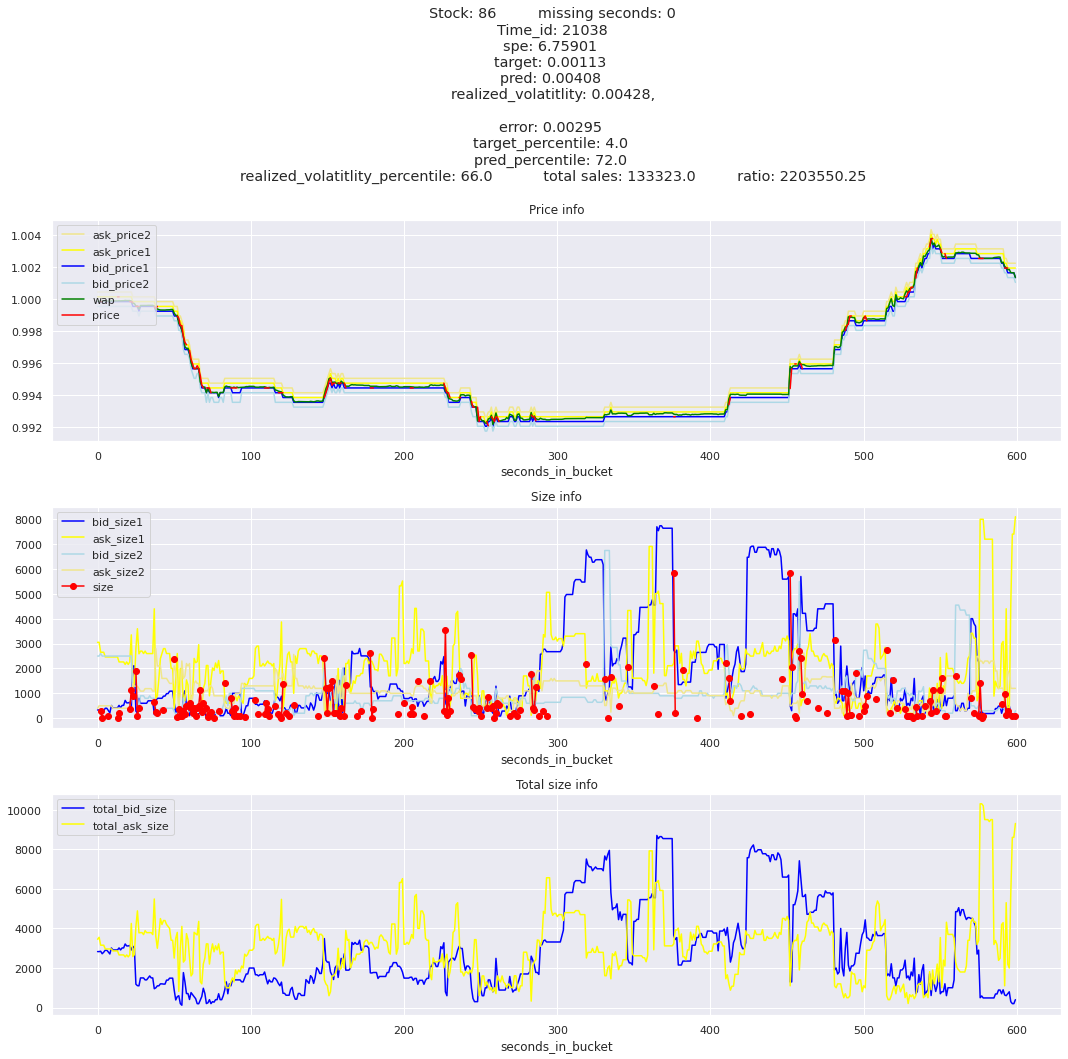 Stock: 86 missing seconds: 0
Time_id: 21038
spe: 6.75901
target: 0.00113
pred: 0.00408
realized_volatitlity: 0.00428,
error: 0.00295
target_percentile: 4.0
pred_percentile: 72.0
realized_volatitlity_percentile: 66.0 total sales: 133323.0 ratio: 2203550.25
Price info
ask_price2
ask_price1
bid_price1
bid_price2
wap
price
1.004
1.002
1.000
0.998
0.996
0.994
0.992
0 100 200 300 400 500 600
seconds_in_bucket
Size info
bid_size1
ask_size1
bid_size2
ask_size2
size
8000
7000
6000
5000
4000
3000
2000
1000
0
0 100 200 300 400 500 600
seconds_in_bucket
Total size info
total_bid_size
total_ask_size
10000
8000
6000
4000
2000
0
0 100 200 300 400 500 600
seconds_in_bucket